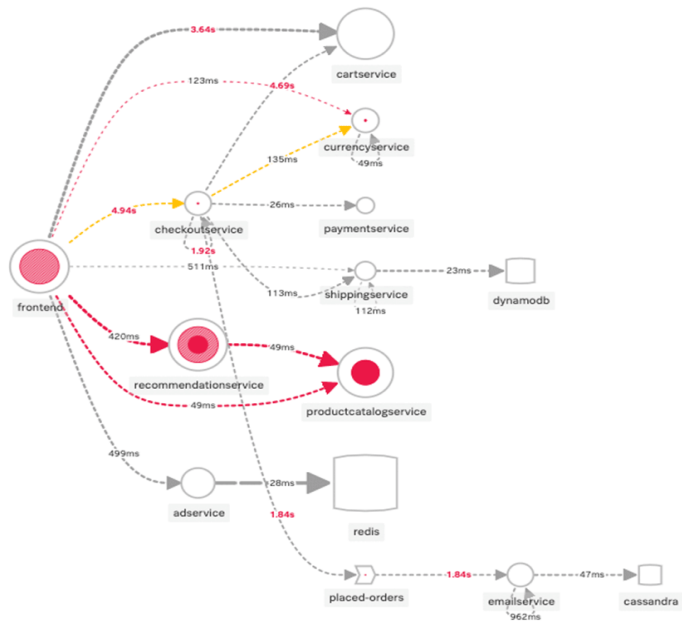 3.64s
cartservice
123ms
4.69s
currencyservice
49ms
135ms
4.94s
26ms
checkoutservice
paymentservice
1.92s
511ms
113ms
shippingservice
112ms
23ms
dynamodb
frontend
420ms
49ms
recommendationservice
49ms
productcatalogservice
499ms
28ms
adservice
1.84s
redis
placed-orders
1.84s
emailservice
962ms
47ms
cassandra